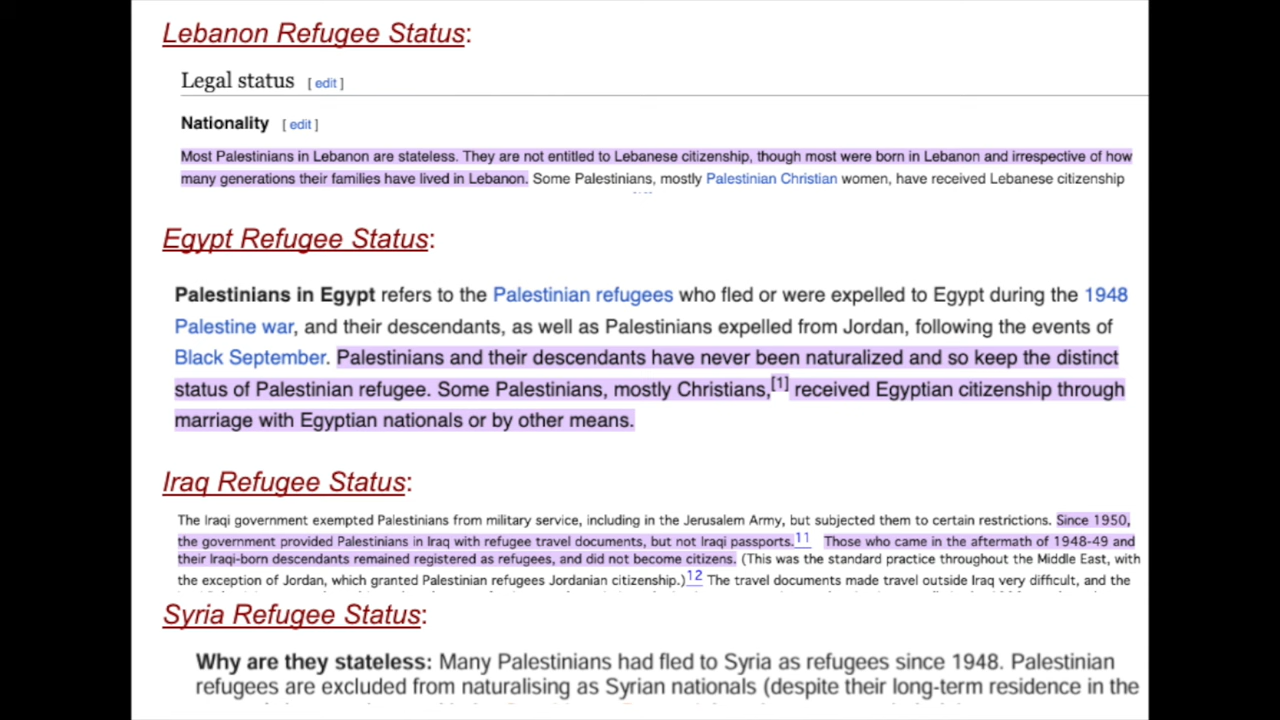 Lebanon Refugee Status:
Legal status [ edit ]
Nationality [ edit ]
Most Palestinians in Lebanon are stateless. They are not entitled to Lebanese citizenship, though most were born in Lebanon and irrespective of how
many generations their families have lived in Lebanon. Some Palestinians, mostly Palestinian Christian women, have received Lebanese citizenship
Egypt Refugee Status:
Palestinians in Egypt refers to the Palestinian refugees who fled or were expelled to Egypt during the 1948
Palestine war, and their descendants, as well as Palestinians expelled from Jordan, following the events of
Black September. Palestinians and their descendants have never been naturalized and so keep the distinct
status of Palestinian refugee. Some Palestinians, mostly Christians,[1] received Egyptian citizenship through
marriage with Egyptian nationals or by other means.
Iraq Refugee Status:
The Iraqi government exempted Palestinians from military service, including in the Jerusalem Army, but subjected them to certain restrictions. Since 1950,
the government provided Palestinians in Iraq with refugee travel documents, but not Iraqi passports.11 Those who came in the aftermath of 1948-49 and
their Iraqi-born descendants remained registered as refugees, and did not become citizens. (This was the standard practice throughout the Middle East, with
the exception of Jordan, which granted Palestinian refugees Jordanian citizenship.)12 The travel documents made travel outside Iraq very difficult, and the
Syria Refugee Status:
Why are they stateless: Many Palestinians had fled to Syria as refugees since 1948. Palestinian
refugees are excluded from naturalising as Syrian nationals (despite their long-term residence in the